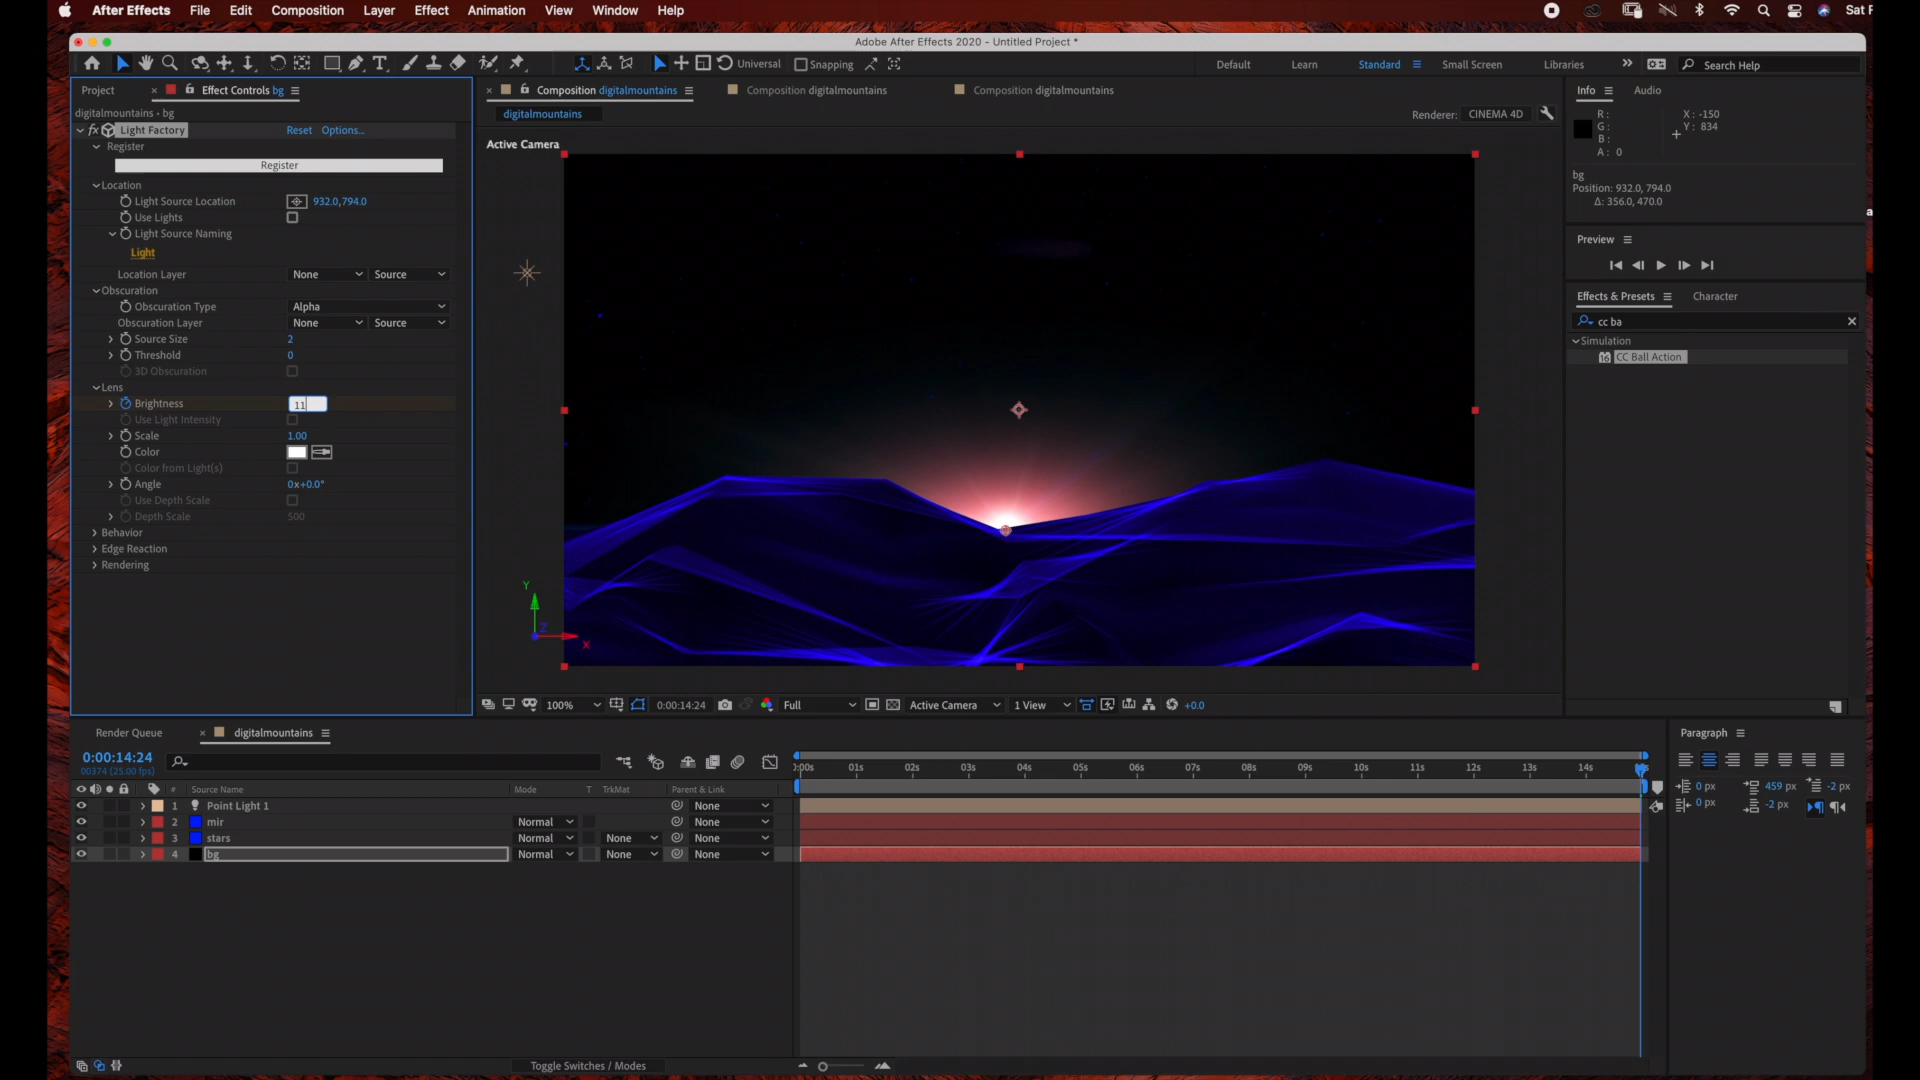 After Effects File Edit Composition Layer Effect Animation View Window Help Sat F
Adobe After Effects 2020 - Untitled Project *
Universal Snapping Default Learn Standard Small Screen Libraries Search Help
Project Effect Controls bg Composition digitalmountains Composition digitalmountains Composition digitalmountains Info Audio
digitalmountains • bg
digitalmountains
Renderer: CINEMA 4D
Active Camera
fx Light Factory Reset Options...
Register
Register
Location
Light Source Location 932.0,794.0
Use Lights
Light Source Naming
Light
Location Layer None Source
Obscuration
Obscuration Type Alpha
Obscuration Layer None Source
Source Size 2
Threshold 0
3D Obscuration
Lens
Brightness 11
Use Light Intensity
Scale 1.00
Color
Color from Light(s)
Angle 0x+0.0°
Use Depth Scale
Depth Scale 500
Behavior
Edge Reaction
Rendering
Y
Z
X
100% 0:00:14:24 Full Active Camera 1 View +0.0
R :
G :
B :
A : 0
X : -150
Y : 834
bg
Position: 932.0, 794.0
Δ: 356.0, 470.0
a
Preview
Effects & Presets Character
cc ba
Simulation
16 CC Ball Action
Render Queue digitalmountains
0:00:14:24
00374 (25.00 fps)
# Source Name Mode T TrkMat Parent & Link
1 Point Light 1 None
2 mir Normal None
3 stars Normal None None
4 bg Normal None None
01s 02s 03s 04s 05s 06s 07s 08s 09s 10s 11s 12s 13s 14s
Toggle Switches / Modes
Paragraph
0 px 459 px -2 px
0 px -2 px